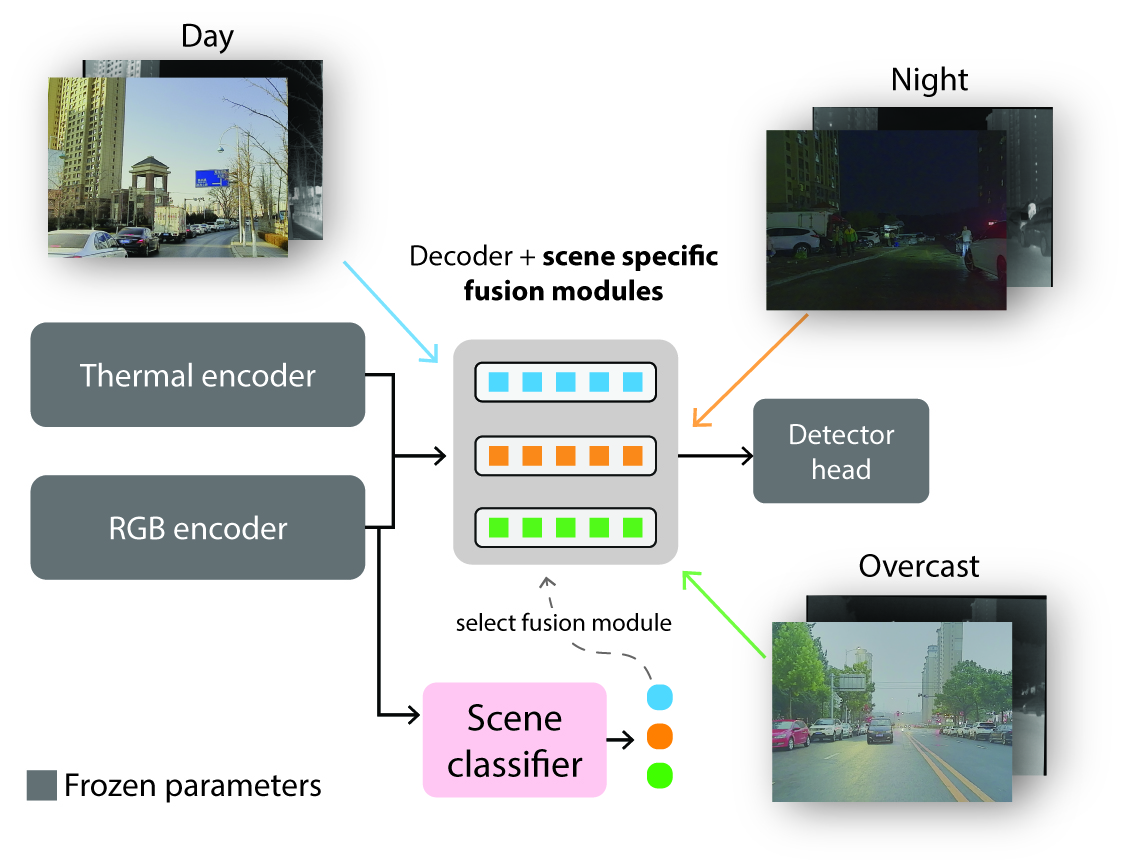 Day
Night
Decoder + scene specific
fusion modules
Thermal encoder
RGB encoder
Detector
head
Overcast
select fusion module
Scene
classifier
Frozen parameters